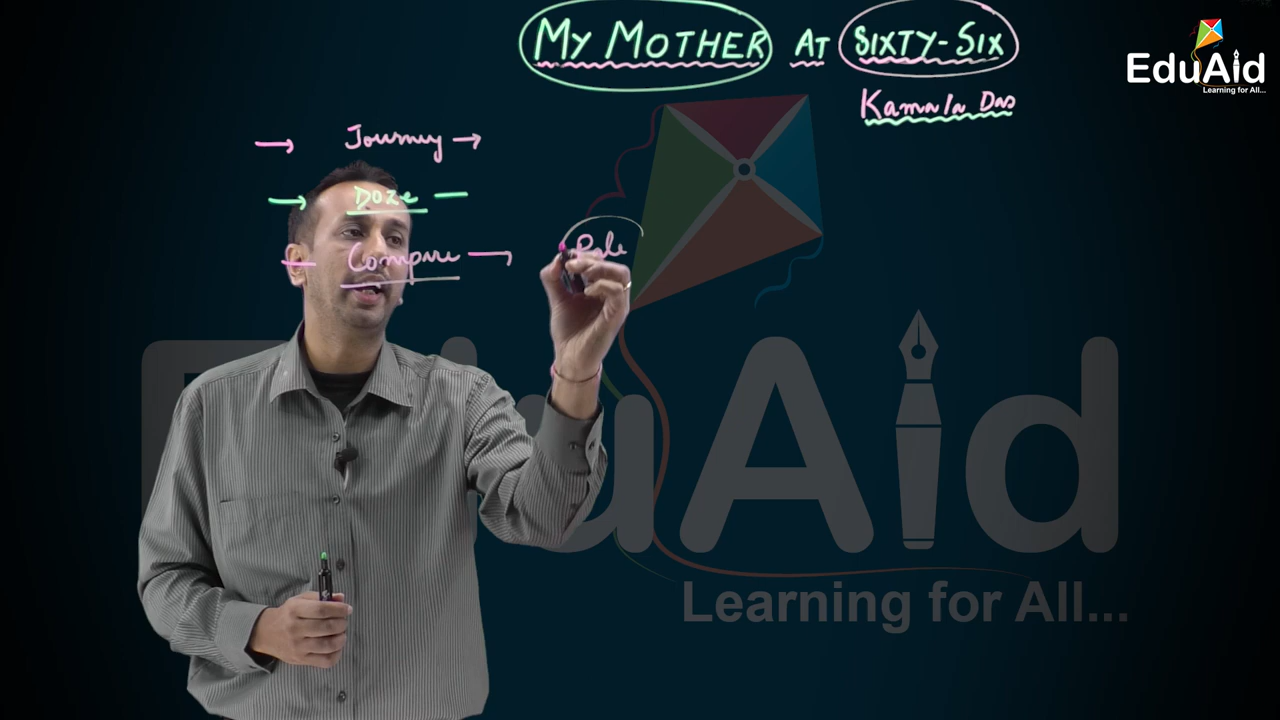 MY MOTHER AT SIXTY-SIX
Kamala Das
EduAid
Learning for All...
→ Journey →
→ Doze —
— Compare → Pale
EduAid
Learning for All...